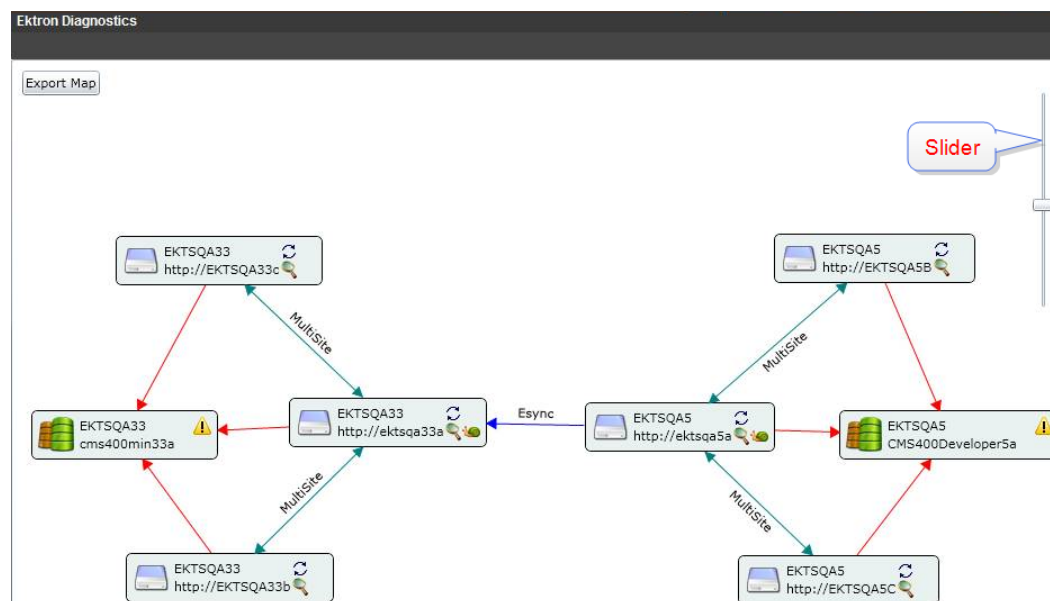 Ektron Diagnostics
Export Map
Slider
EKTSQA33
http://EKTSQA33c
EKTSQA5
http://EKTSQA5B
MultiSite
MultiSite
EKTSQA33
cms400min33a
EKTSQA33
http://ektsqa33a
Esync
EKTSQA5
http://ektsqa5a
EKTSQA5
CMS400Developer5a
MultiSite
MultiSite
EKTSQA33
http://EKTSQA33b
EKTSQA5
http://EKTSQA5C